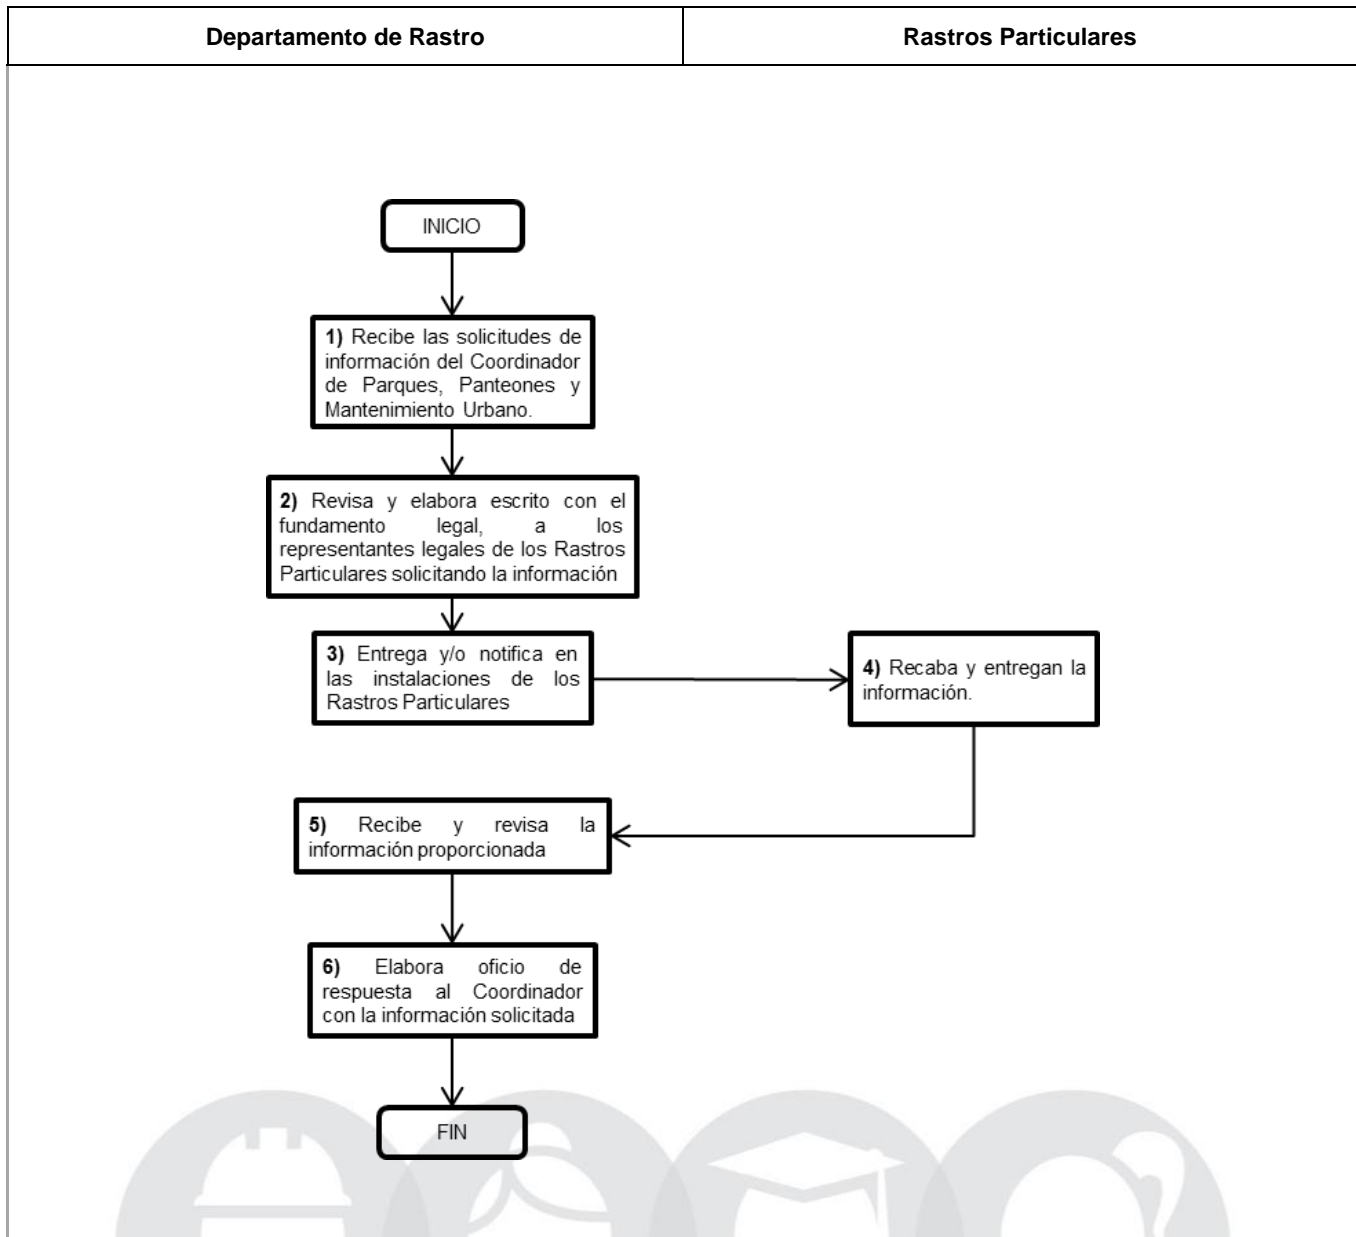 Departamento de Rastro
Rastros Particulares
INICIO
1) Recibe las solicitudes de
información del Coordinador
de Parques, Panteones y
Mantenimiento Urbano.
2) Revisa y elabora escrito con el
fundamento legal, a los
representantes legales de los Rastros
Particulares solicitando la información
3) Entrega y/o notifica en
las instalaciones de los
Rastros Particulares
4) Recaba y entregan la
información.
5) Recibe y revisa la
información proporcionada
6) Elabora oficio de
respuesta al Coordinador
con la información solicitada
FIN